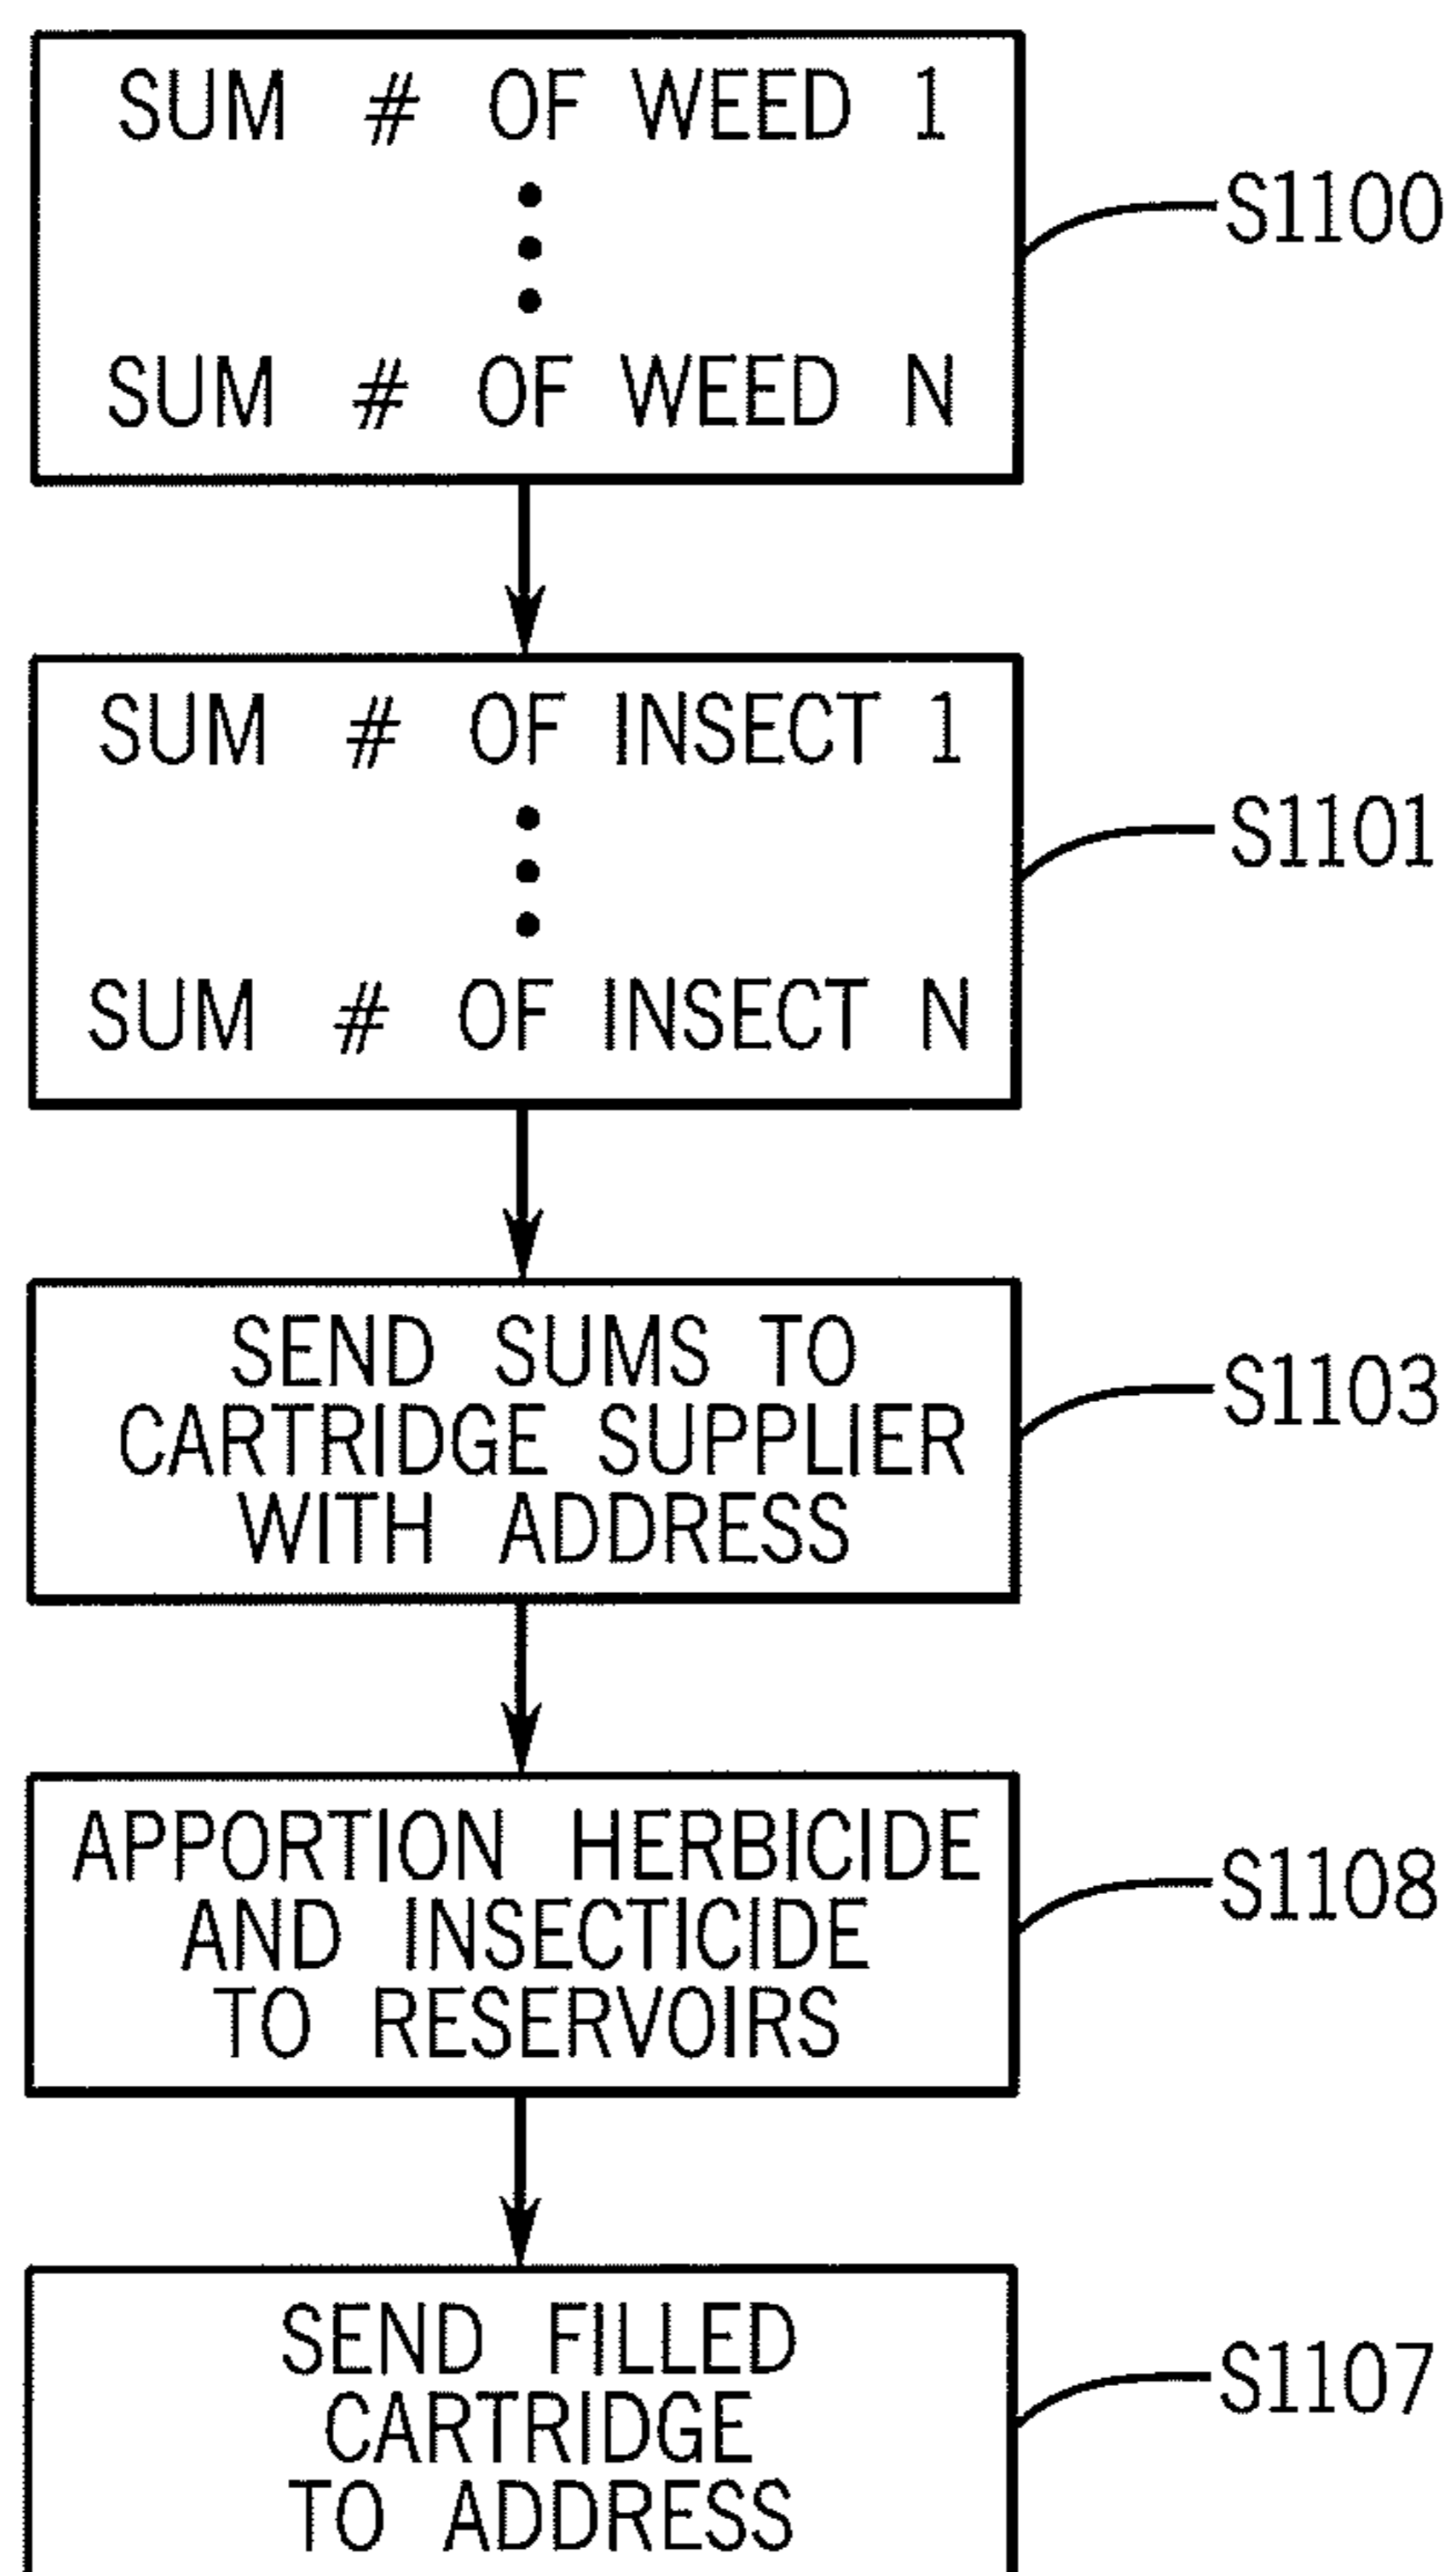 SUM # OF WEED 1
SUM # OF WEED N
S1100
SUM # OF INSECT 1
SUM # OF INSECT N
S1101
SEND SUMS TO
CARTRIDGE SUPPLIER
WITH ADDRESS
S1103
APPORTION HERBICIDE
AND INSECTICIDE
TO RESERVOIRS
S1108
SEND FILLED
CARTRIDGE
TO ADDRESS
S1107